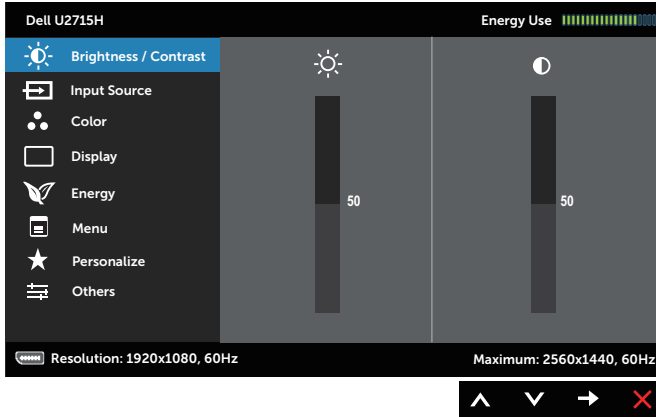 Dell U2715H
Energy Use
Brightness / Contrast
Input Source
Color
Display
Energy
Menu
Personalize
Others
50
50
Resolution: 1920x1080, 60Hz
Maximum: 2560x1440, 60Hz